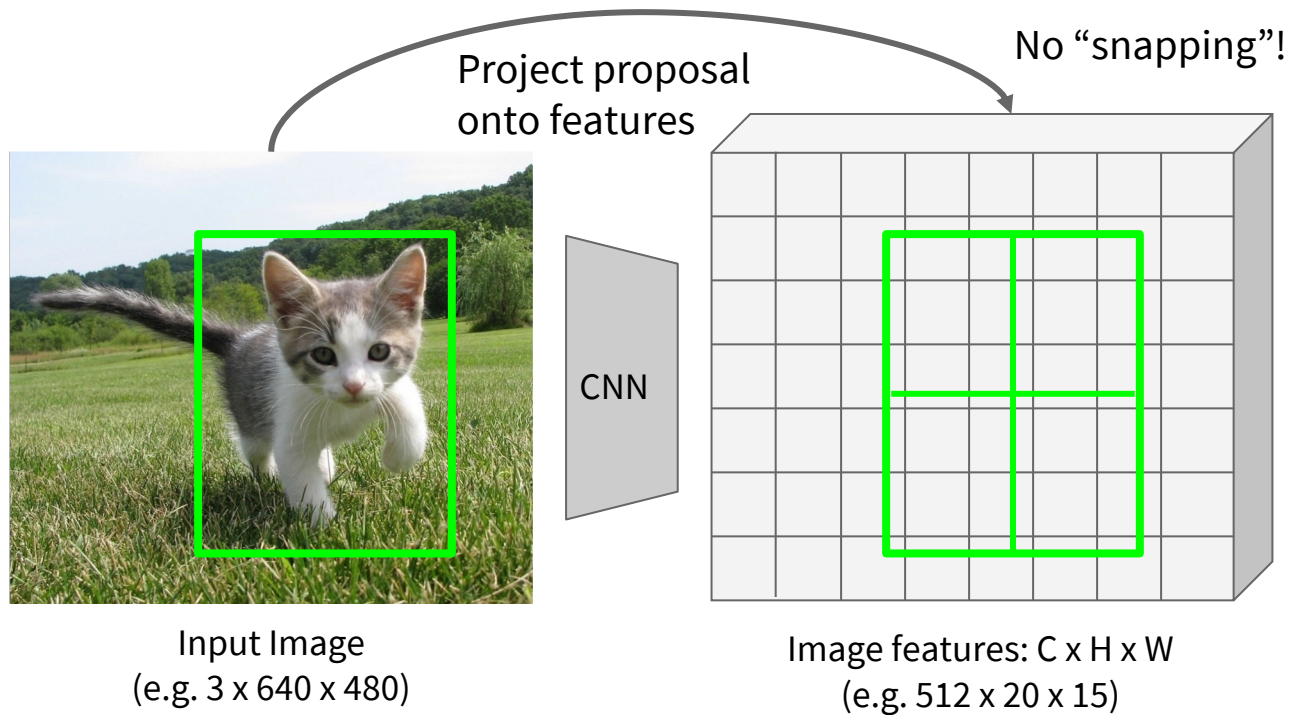 Project proposal
onto features
No “snapping”!
CNN
Input Image
(e.g. 3 x 640 x 480)
Image features: C x H x W
(e.g. 512 x 20 x 15)